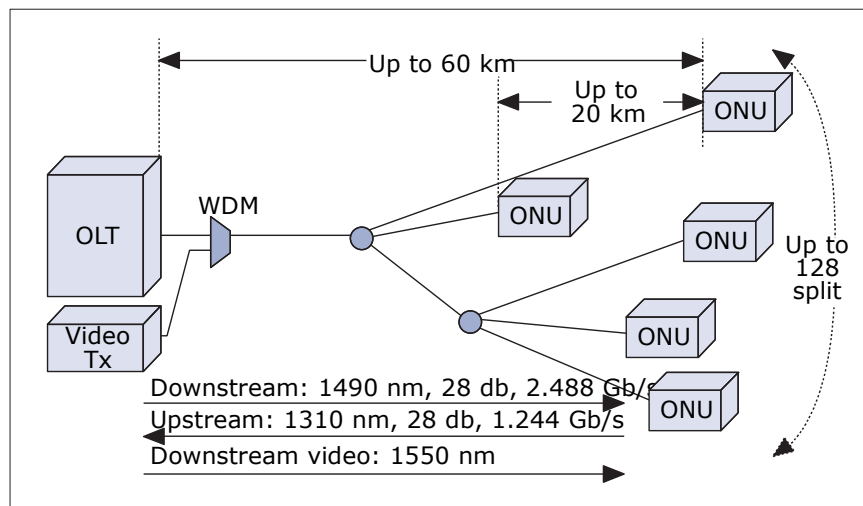 Up to 60 km
Up to
20 km
ONU
WDM
ONU
OLT
ONU
Up to
128
split
Video
Tx
ONU
Downstream: 1490 nm, 28 db, 2.488 Gb/s
ONU
Upstream: 1310 nm, 28 db, 1.244 Gb/s
Downstream video: 1550 nm